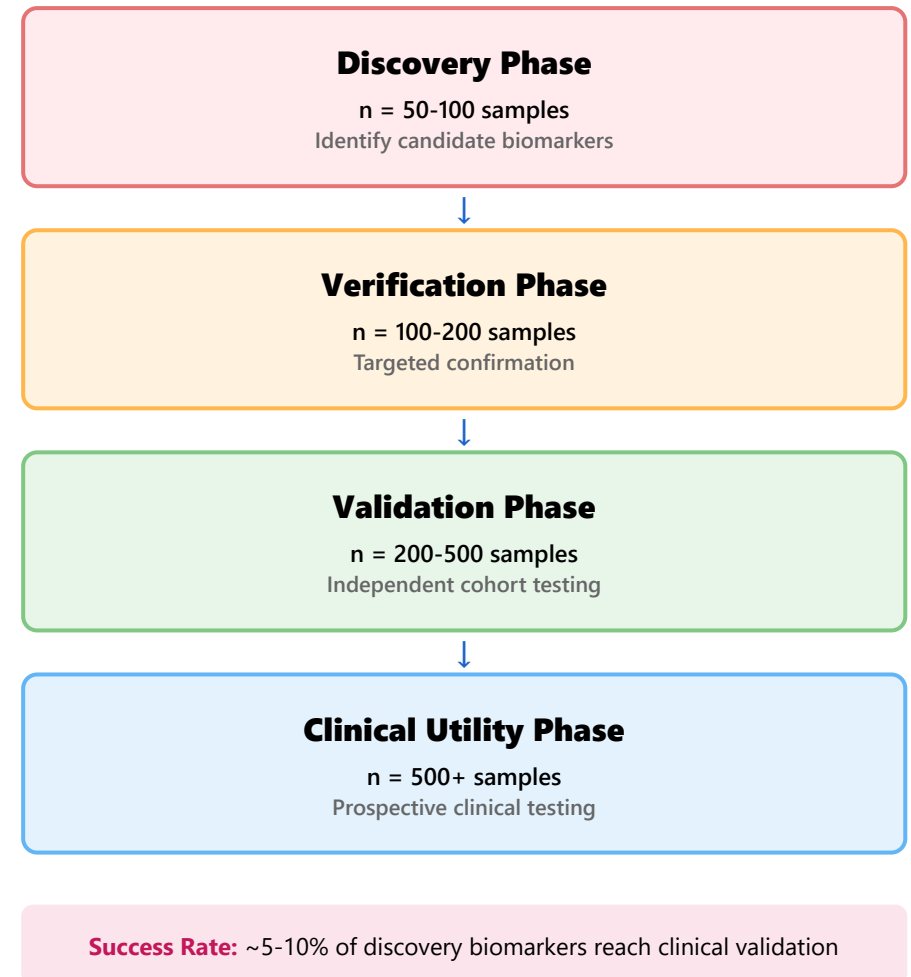 Discovery Phase
n = 50-100 samples
Identify candidate biomarkers
↓
Verification Phase
n = 100-200 samples
Targeted confirmation
↓
Validation Phase
n = 200-500 samples
Independent cohort testing
↓
Clinical Utility Phase
n = 500+ samples
Prospective clinical testing
Success Rate: ~5-10% of discovery biomarkers reach clinical validation